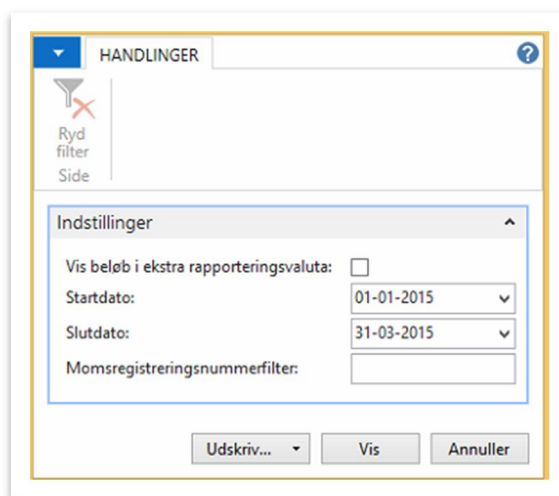 HANDLINGER
Ryd
filter
Side
Indstillinger
Vis beløb i ekstra rapporteringsvaluta:
Startdato: 01-01-2015
Slutdato: 31-03-2015
Momsregistreringsnummerfilter:
Udskriv... Vis Annuller